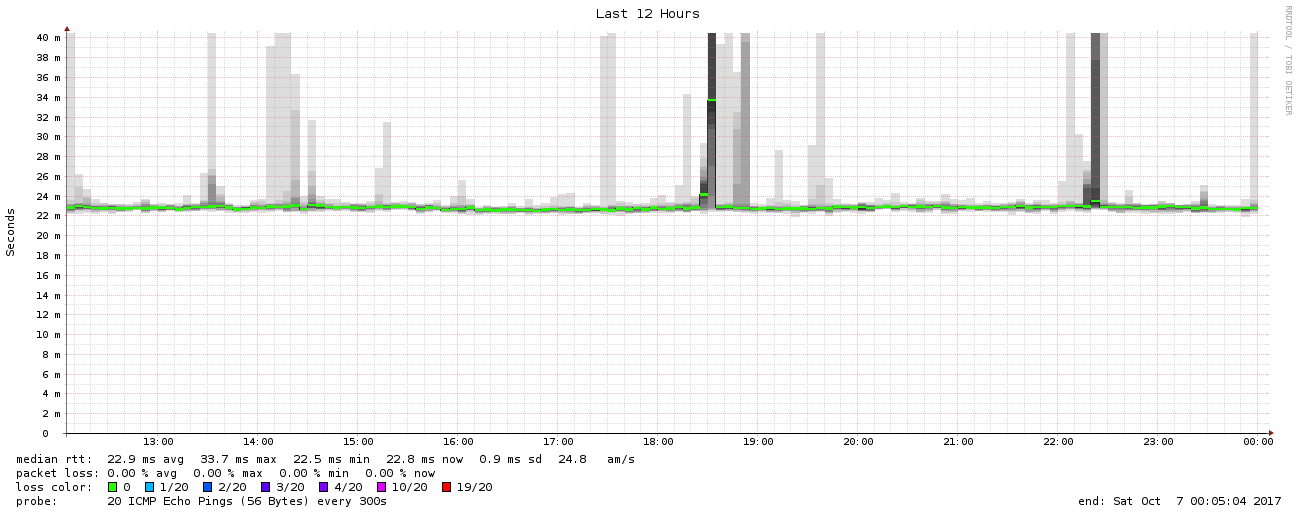 Last 12 Hours
RRDTOOL / TOBI OETIKER
Seconds
40 m
38 m
36 m
34 m
32 m
30 m
28 m
26 m
24 m
22 m
20 m
18 m
16 m
14 m
12 m
10 m
8 m
6 m
4 m
2 m
0
13:00 14:00 15:00 16:00 17:00 18:00 19:00 20:00 21:00 22:00 23:00 00:00
median rtt: 22.9 ms avg 33.7 ms max 22.5 ms min 22.8 ms now 0.9 ms sd 24.8 am/s
packet loss: 0.00 % avg 0.00 % max 0.00 % min 0.00 % now
loss color: 0 1/20 2/20 3/20 4/20 10/20 19/20
probe: 20 ICMP Echo Pings (56 Bytes) every 300s end: Sat Oct 7 00:05:04 2017